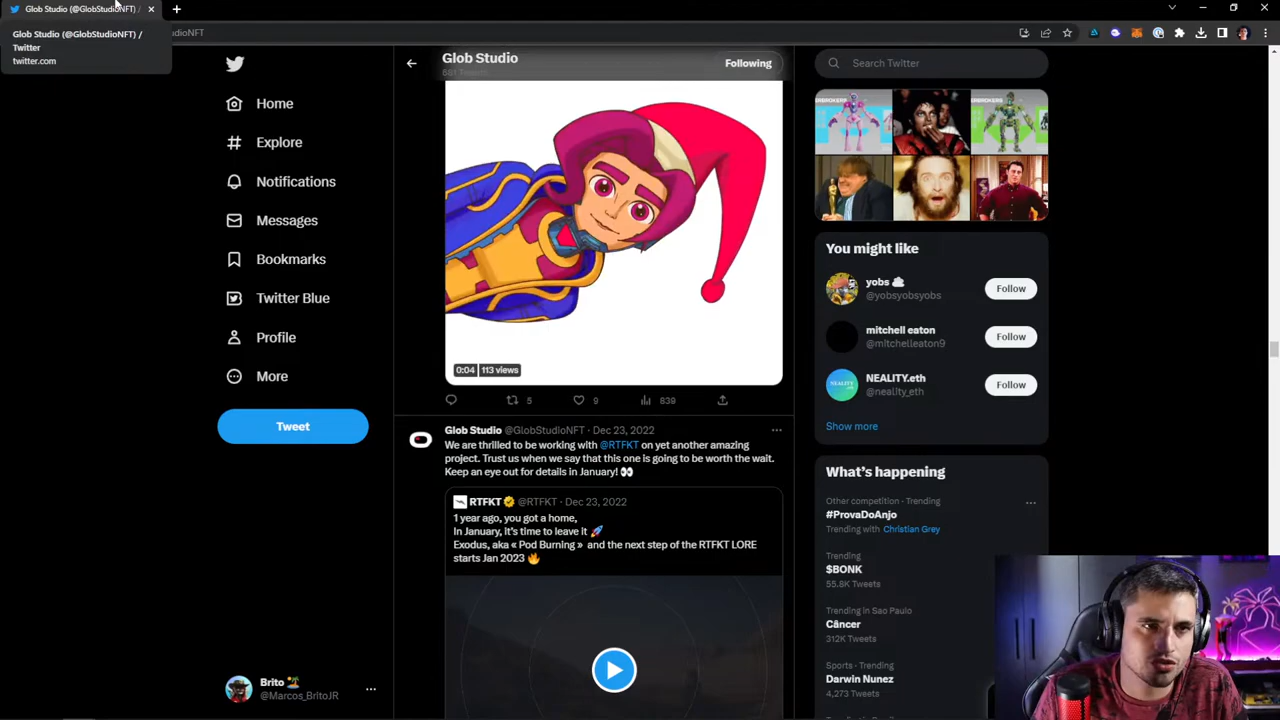 Glob Studio (@GlobStudioNFT) /
Glob Studio (@GlobStudioNFT) /
Twitter
twitter.com
dioNFT
Glob Studio
Following
Search Twitter
Home
Explore
Notifications
Messages
Bookmarks
Twitter Blue
Profile
More
Tweet
Brito
@Marcos_BritoJR
0:04 113 views
5 9 839
Glob Studio @GlobStudioNFT · Dec 23, 2022
We are thrilled to be working with @RTFKT on yet another amazing
project. Trust us when we say that this one is going to be worth the wait.
Keep an eye out for details in January! 👀
RTFKT @RTFKT · Dec 23, 2022
1 year ago, you got a home,
In January, it's time to leave it 🚀
Exodus, aka « Pod Burning » and the next step of the RTFKT LORE
starts Jan 2023 🔥
You might like
yobs
@yobsyobsyobs
Follow
mitchell eaton
@mitchelleaton9
Follow
NEALITY.eth
@neality_eth
Follow
Show more
What's happening
Other competition · Trending
#ProvaDoAnjo
Trending with Christian Grey
Trending
$BONK
55.8K Tweets
Trending in Sao Paulo
Câncer
312K Tweets
Sports · Trending
Darwin Nunez
4,273 Tweets